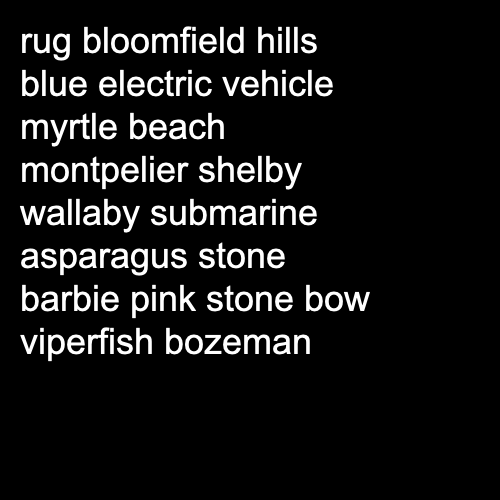 rug bloomfield hills
blue electric vehicle
myrtle beach
montpelier shelby
wallaby submarine
asparagus stone
barbie pink stone bow
viperfish bozeman